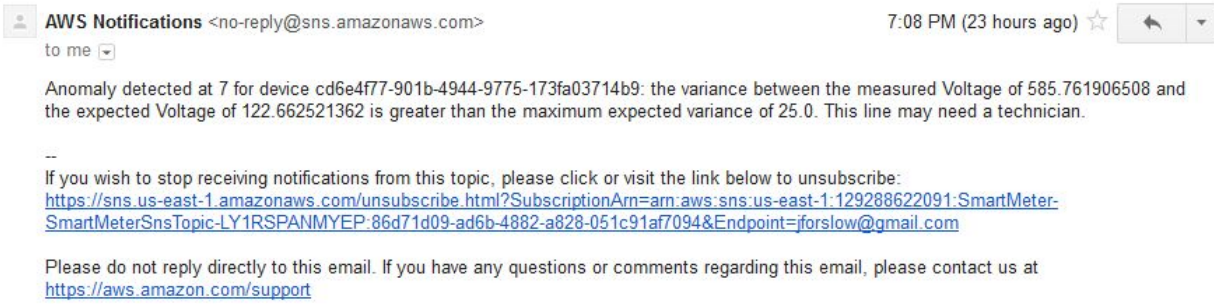 AWS Notifications <no-reply@sns.amazonaws.com>
7:08 PM (23 hours ago)
to me
Anomaly detected at 7 for device cd6e4f77-901b-4944-9775-173fa03714b9: the variance between the measured Voltage of 585.761906508 and
the expected Voltage of 122.662521362 is greater than the maximum expected variance of 25.0. This line may need a technician.
--
If you wish to stop receiving notifications from this topic, please click or visit the link below to unsubscribe:
https://sns.us-east-1.amazonaws.com/unsubscribe.html?SubscriptionArn=arn:aws:sns:us-east-1:129288622091:SmartMeter-
SmartMeterSnsTopic-LY1RSPANMYEP:86d71d09-ad6b-4882-a828-051c91af7094&Endpoint=jforslow@gmail.com
Please do not reply directly to this email. If you have any questions or comments regarding this email, please contact us at
https://aws.amazon.com/support